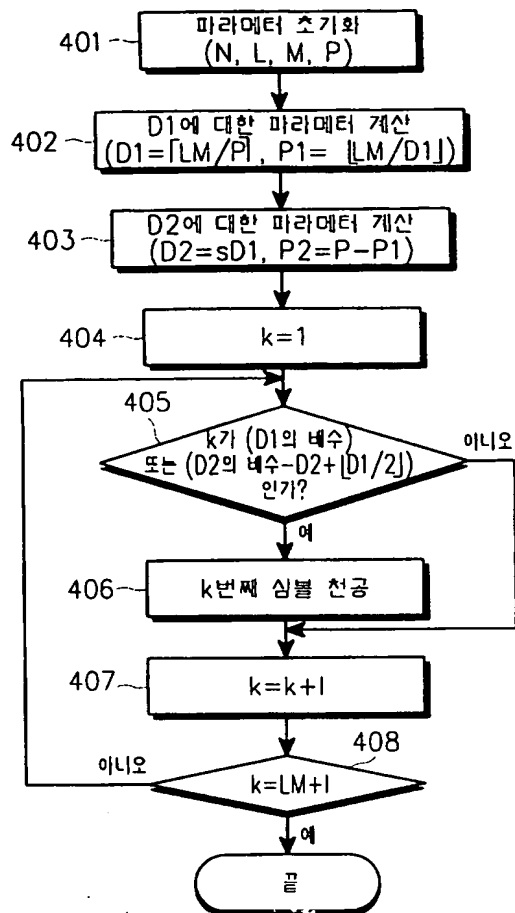 401
파라메터 초기화
(N, L, M, P)
402
D1에 대한 파라메터 계산
(D1=⌈LM/P⌉, P1= ⌊LM/D1⌋)
403
D2에 대한 파라메터 계산
(D2=sD1, P2=P-P1)
404
k=1
405
k가 (D1의 배수)
또는 (D2의 배수-D2+⌊D1/2⌋)
인가?
아니오
예
406
k번째 심볼 천공
407
k=k+1
408
아니오
k=LM+1
예
끝